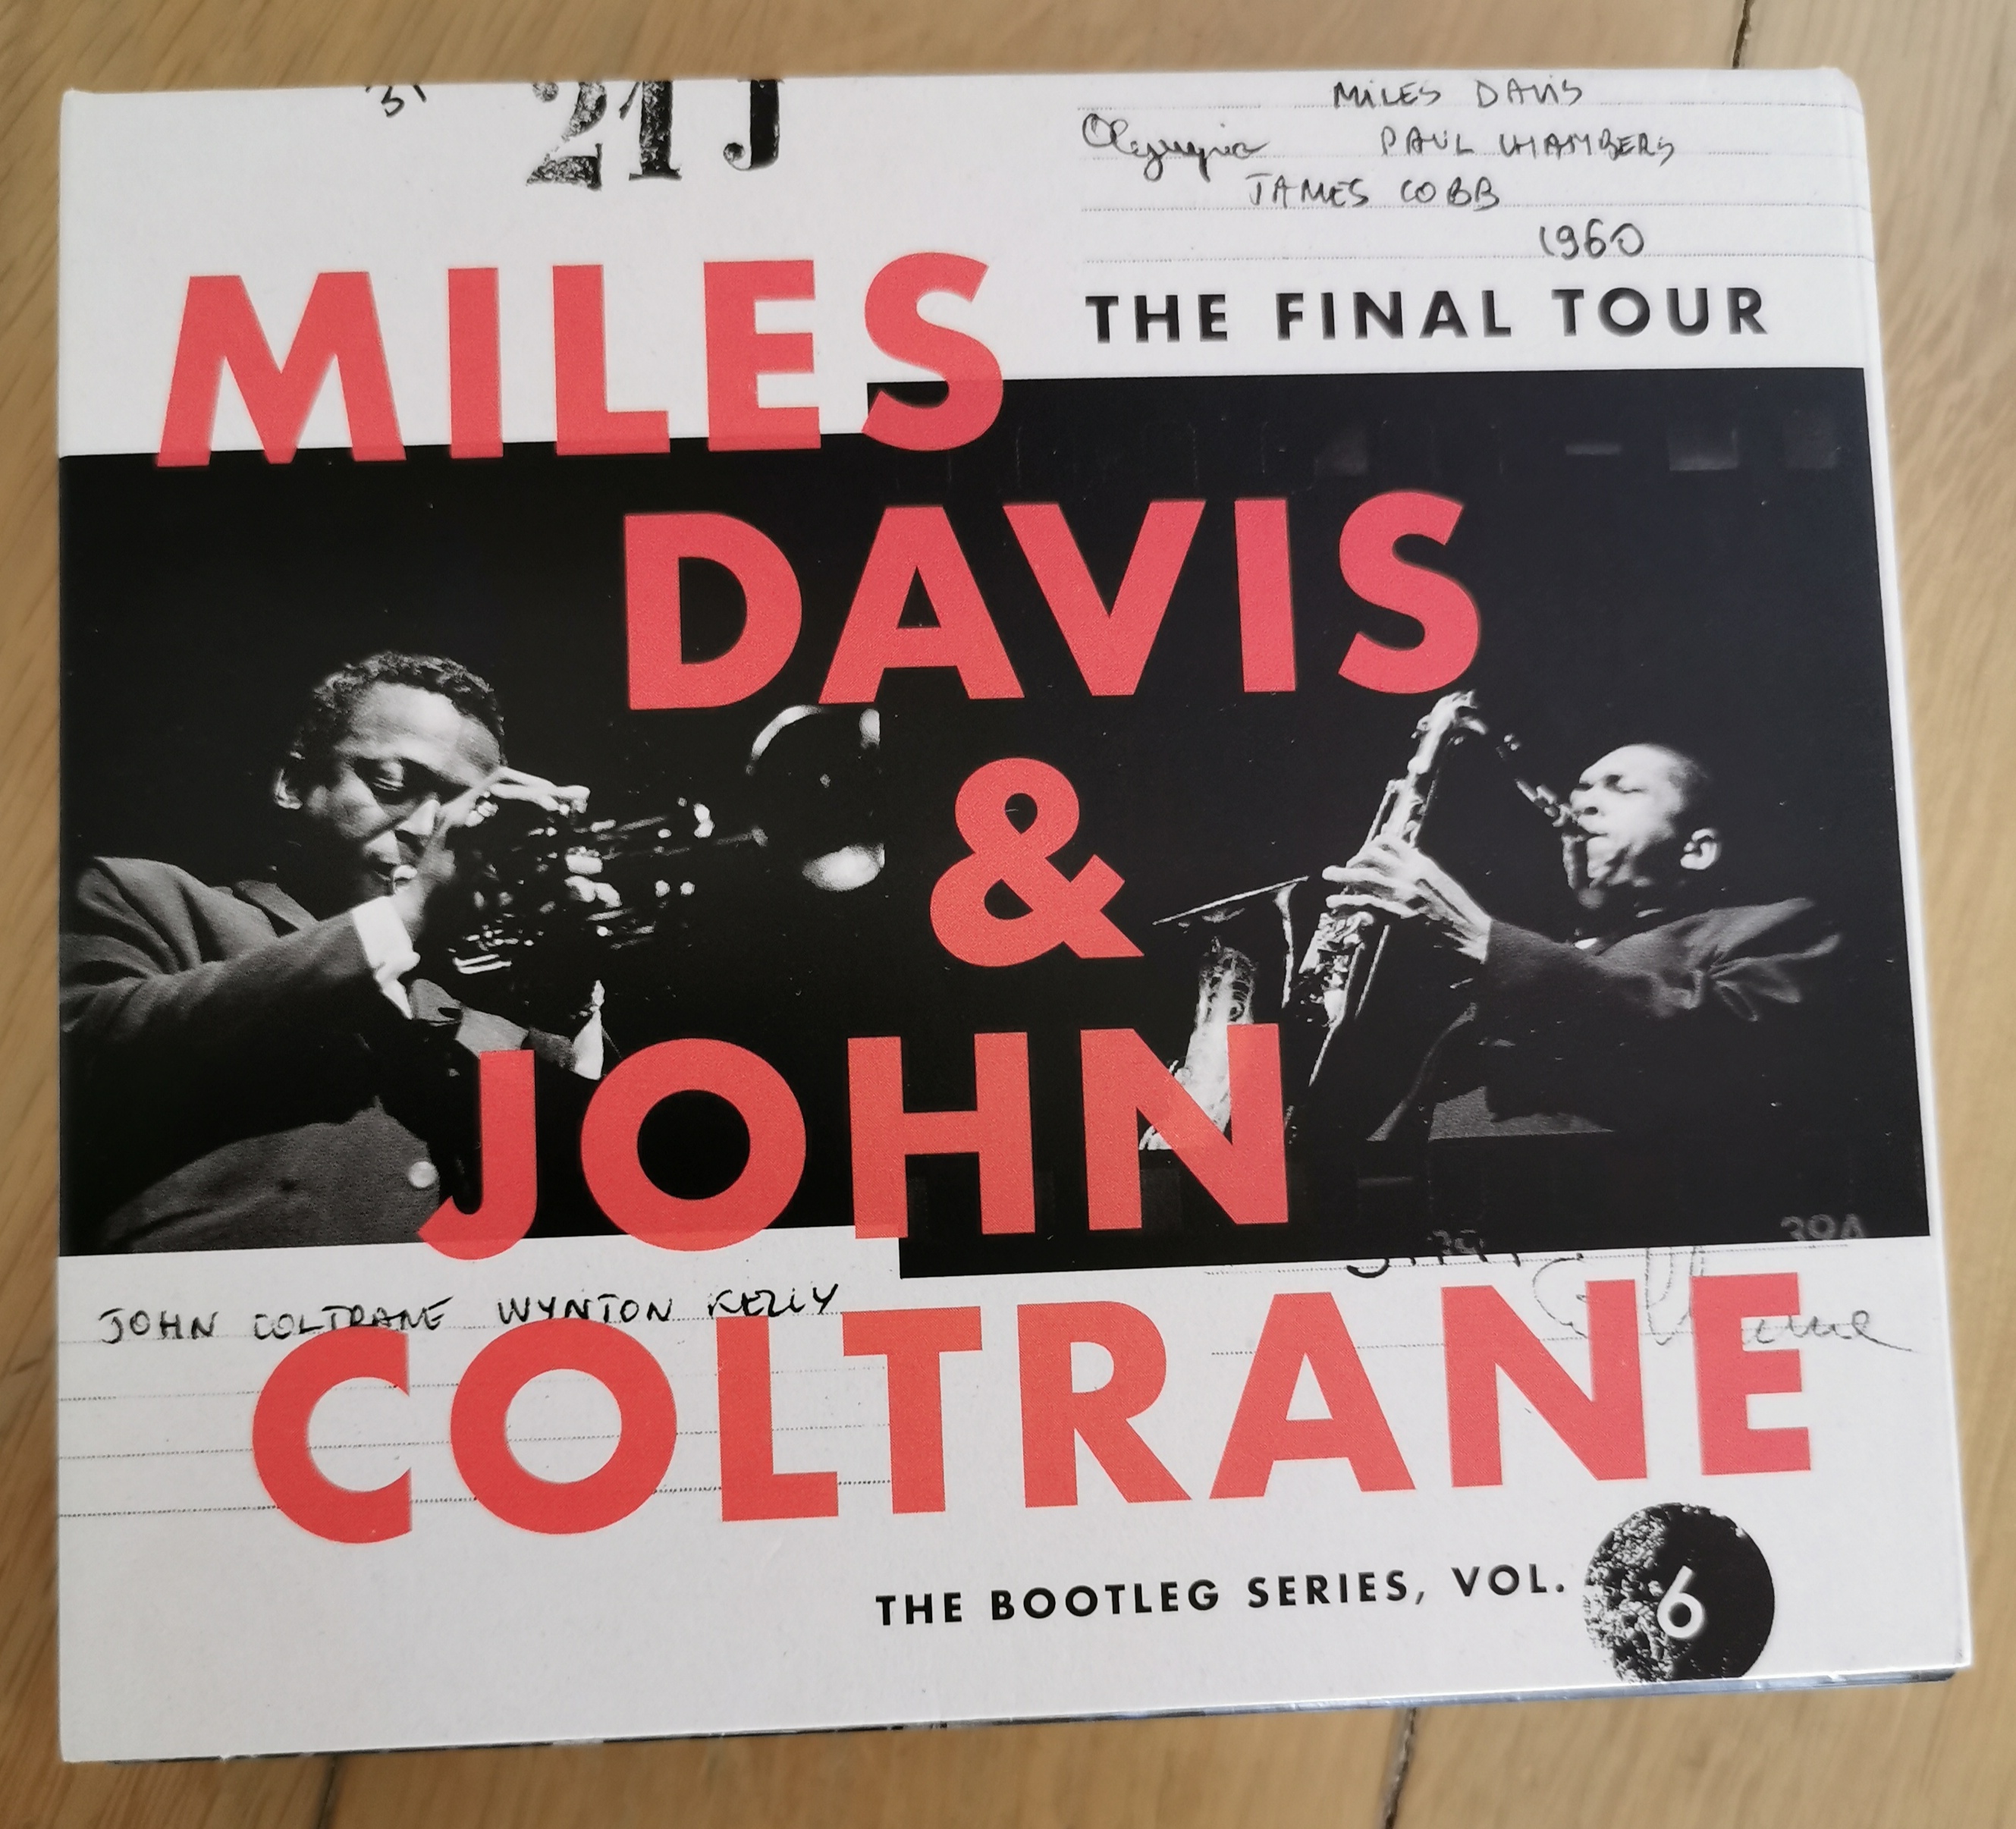 21 J
MILES DAVIS
Olympia PAUL CHAMBERS
JAMES COBB
1960
THE FINAL TOUR
MILES
DAVIS
&
JOHN
JOHN COLTRANE WYNTON KELLY
COLTRANE
THE BOOTLEG SERIES, VOL. 6